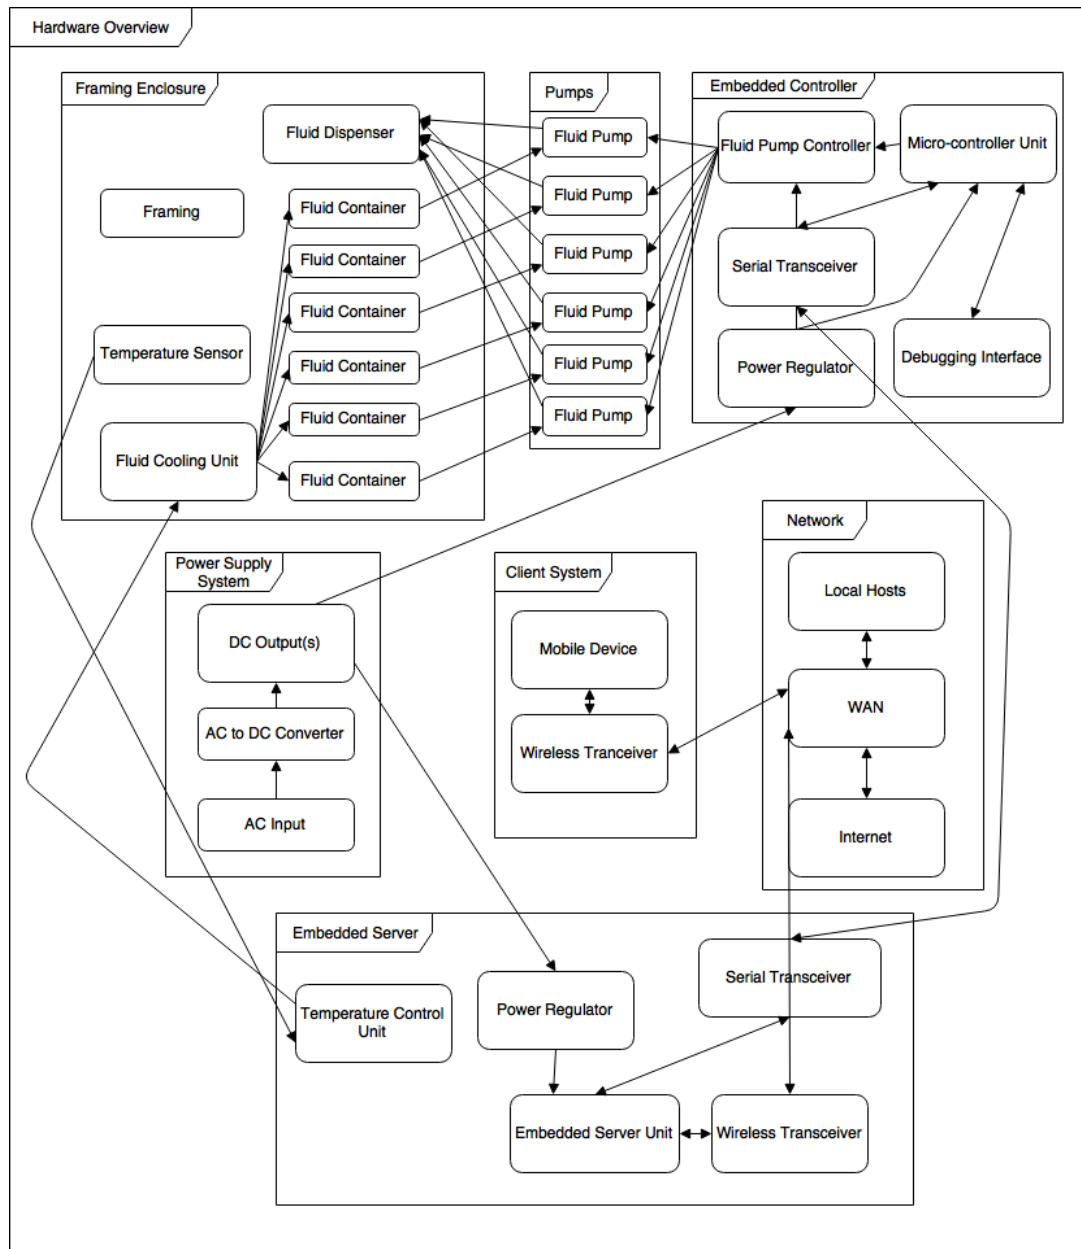 Hardware Overview
Framing Enclosure
Fluid Dispenser
Framing
Fluid Container
Fluid Container
Fluid Container
Fluid Container
Fluid Container
Fluid Container
Temperature Sensor
Fluid Cooling Unit
Pumps
Fluid Pump
Fluid Pump
Fluid Pump
Fluid Pump
Fluid Pump
Fluid Pump
Embedded Controller
Fluid Pump Controller
Micro-controller Unit
Serial Transceiver
Power Regulator
Debugging Interface
Power Supply
System
DC Output(s)
AC to DC Converter
AC Input
Client System
Mobile Device
Wireless Tranceiver
Network
Local Hosts
WAN
Internet
Embedded Server
Temperature Control
Unit
Power Regulator
Serial Transceiver
Embedded Server Unit
Wireless Transceiver